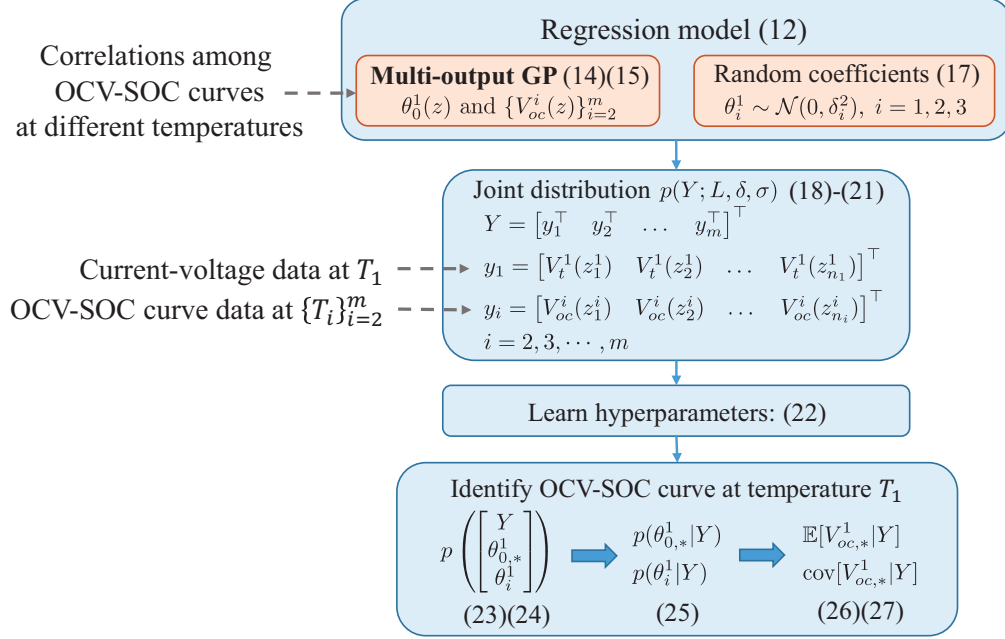 Regression model (12)
Correlations among
OCV-SOC curves
at different temperatures
Multi-output GP (14)(15)
θ₀¹(z) and {V_oc^i(z)}_{i=2}^m
Random coefficients (17)
θ_i^1 ∼ 𝒩(0, δ_i^2), i = 1, 2, 3
Joint distribution p(Y; L, δ, σ) (18)-(21)
Y = [y_1^⊤ y_2^⊤ … y_m^⊤]^⊤
Current-voltage data at T_1
y_1 = [V_t^1(z_1^1) V_t^1(z_2^1) … V_t^1(z_{n_1}^1)]^⊤
OCV-SOC curve data at {T_i}_{i=2}^m
y_i = [V_oc^i(z_1^i) V_oc^i(z_2^i) … V_oc^i(z_{n_i}^i)]^⊤
i = 2, 3, ⋯ , m
Learn hyperparameters: (22)
Identify OCV-SOC curve at temperature T_1
p([Y θ_{0,*}^1 θ_i^1])
(23)(24)
p(θ_{0,*}^1|Y)
p(θ_i^1|Y)
(25)
𝔼[V_{oc,*}^1|Y]
cov[V_{oc,*}^1|Y]
(26)(27)